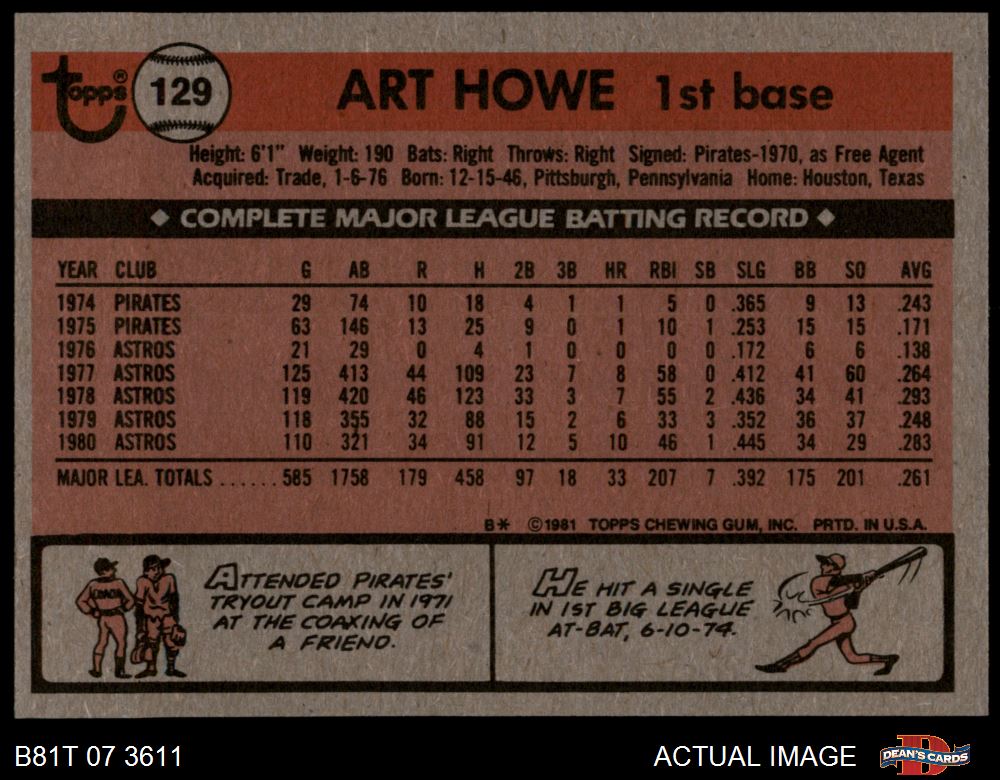 topps® 129 ART HOWE 1st base
Height: 6'1" Weight: 190 Bats: Right Throws: Right Signed: Pirates-1970, as Free Agent
Acquired: Trade, 1-6-76 Born: 12-15-46, Pittsburgh, Pennsylvania Home: Houston, Texas
◆ COMPLETE MAJOR LEAGUE BATTING RECORD ◆
YEAR CLUB G AB R H 2B 3B HR RBI SB SLG BB SO AVG
1974 PIRATES 29 74 10 18 4 1 1 5 0 .365 9 13 .243
1975 PIRATES 63 146 13 25 9 0 1 10 1 .253 15 15 .171
1976 ASTROS 21 29 0 4 1 0 0 0 0 .172 6 6 .138
1977 ASTROS 125 413 44 109 23 7 8 58 0 .412 41 60 .264
1978 ASTROS 119 420 46 123 33 3 7 55 2 .436 34 41 .293
1979 ASTROS 118 355 32 88 15 2 6 33 3 .352 36 37 .248
1980 ASTROS 110 321 34 91 12 5 10 46 1 .445 34 29 .283
MAJOR LEA. TOTALS ...... 585 1758 179 458 97 18 33 207 7 .392 175 201 .261
B* ©1981 TOPPS CHEWING GUM, INC. PRTD. IN U.S.A.
ATTENDED PIRATES'
TRYOUT CAMP IN 1971
AT THE COAXING OF
A FRIEND.
COACH
HE HIT A SINGLE
IN 1ST BIG LEAGUE
AT-BAT, 6-10-74.
B81T 07 3611 ACTUAL IMAGE DEAN'S CARDS